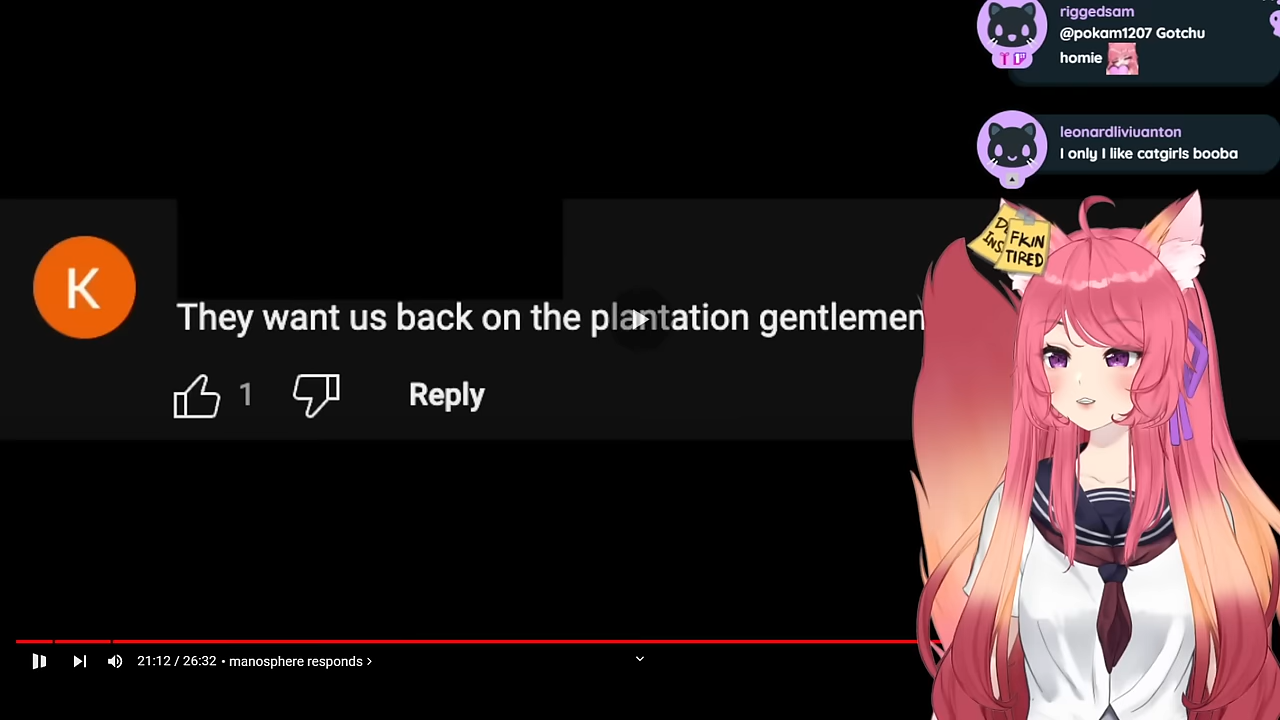 riggedsam
@pokam1207 Gotchu
homie
leonardliviuanton
I only I like catgirls booba
FKIN
TIRED
K
They want us back on the plantation gentlemen
1
Reply
21:12 / 26:32 • manosphere responds ›